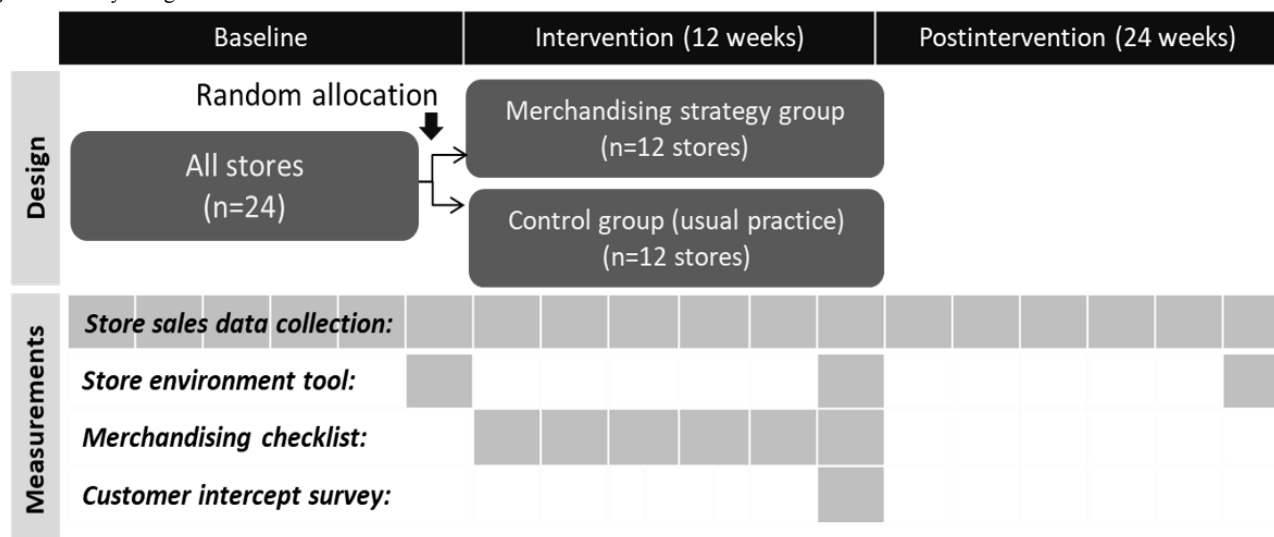 Baseline
Intervention (12 weeks)
Postintervention (24 weeks)
Design
Random allocation
All stores
(n=24)
Merchandising strategy group
(n=12 stores)
Control group (usual practice)
(n=12 stores)
Measurements
Store sales data collection:
Store environment tool:
Merchandising checklist:
Customer intercept survey: